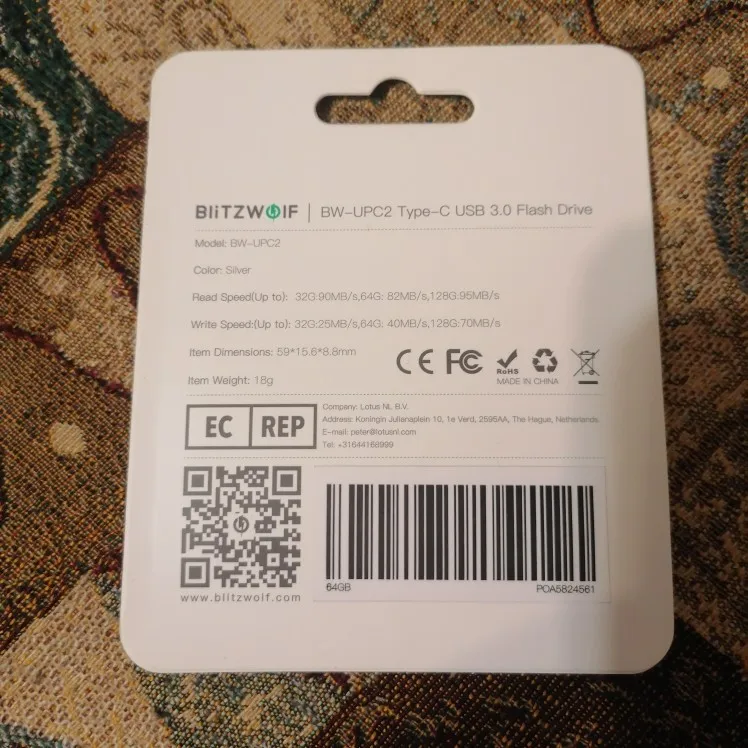 BliTZWOlF | BW-UPC2 Type-C USB 3.0 Flash Drive
Model: BW-UPC2
Color: Silver
Read Speed(Up to): 32G:90MB/s,64G: 82MB/s,128G:95MB/s
Write Speed:(Up to): 32G:25MB/s,64G: 40MB/s,128G:70MB/s
Item Dimensions: 59*15.6*8.8mm
Item Weight: 18g
CE FC RoHS
MADE IN CHINA
EC REP
Company: Lotus NL B.V.
Address: Koningin Julianaplein 10, 1e Verd, 2595AA, The Hague, Netherlands.
E-mail: peter@lotusnl.com
Tel: +31644168999
www.blitzwolf.com
64GB
POA5824561